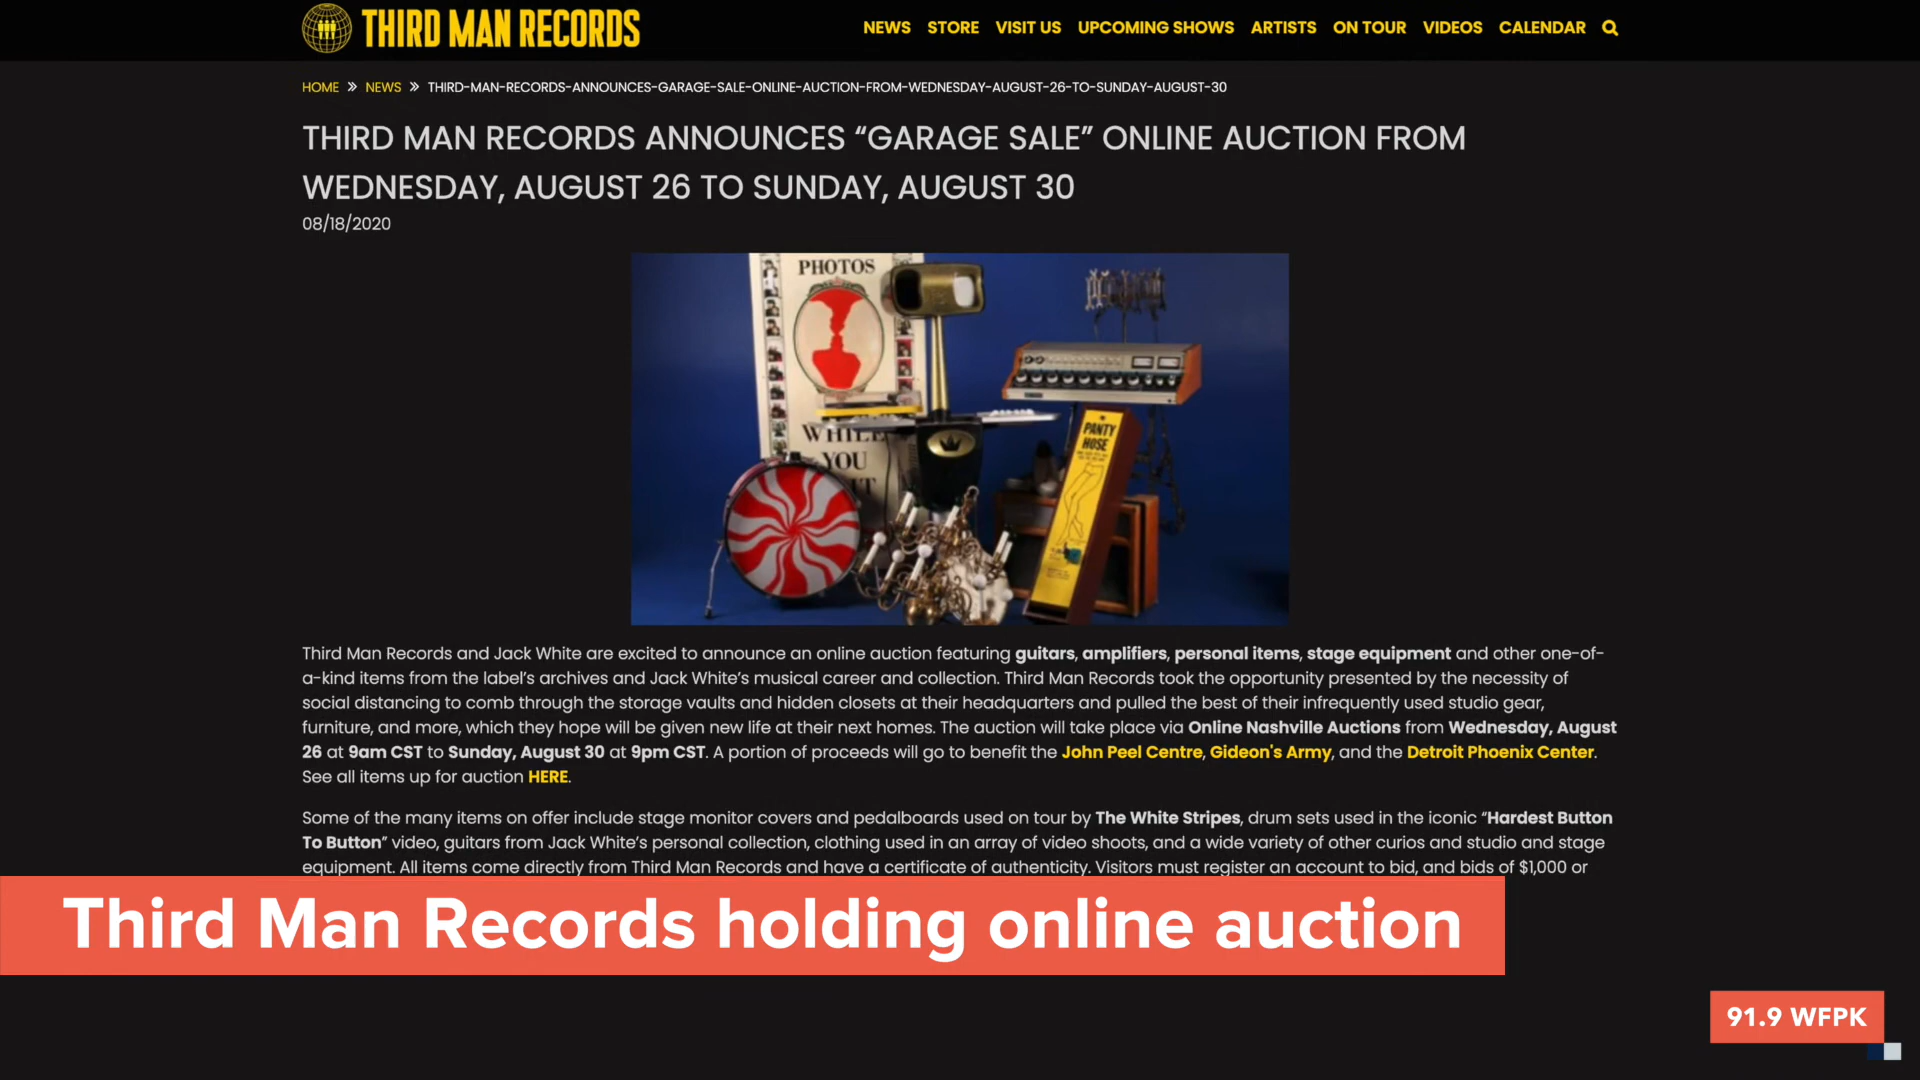 THIRD MAN RECORDS
NEWS STORE VISIT US UPCOMING SHOWS ARTISTS ON TOUR VIDEOS CALENDAR
HOME » NEWS » THIRD-MAN-RECORDS-ANNOUNCES-GARAGE-SALE-ONLINE-AUCTION-FROM-WEDNESDAY-AUGUST-26-TO-SUNDAY-AUGUST-30
THIRD MAN RECORDS ANNOUNCES “GARAGE SALE” ONLINE AUCTION FROM
WEDNESDAY, AUGUST 26 TO SUNDAY, AUGUST 30
08/18/2020
PHOTOS
WHILE
YOU
PANTY
HOSE
Third Man Records and Jack White are excited to announce an online auction featuring guitars, amplifiers, personal items, stage equipment and other one-of-
a-kind items from the label’s archives and Jack White’s musical career and collection. Third Man Records took the opportunity presented by the necessity of
social distancing to comb through the storage vaults and hidden closets at their headquarters and pulled the best of their infrequently used studio gear,
furniture, and more, which they hope will be given new life at their next homes. The auction will take place via Online Nashville Auctions from Wednesday, August
26 at 9am CST to Sunday, August 30 at 9pm CST. A portion of proceeds will go to benefit the John Peel Centre, Gideon's Army, and the Detroit Phoenix Center.
See all items up for auction HERE.
Some of the many items on offer include stage monitor covers and pedalboards used on tour by The White Stripes, drum sets used in the iconic “Hardest Button
To Button” video, guitars from Jack White’s personal collection, clothing used in an array of video shoots, and a wide variety of other curios and studio and stage
equipment. All items come directly from Third Man Records and have a certificate of authenticity. Visitors must register an account to bid, and bids of $1,000 or
Third Man Records holding online auction
91.9 WFPK